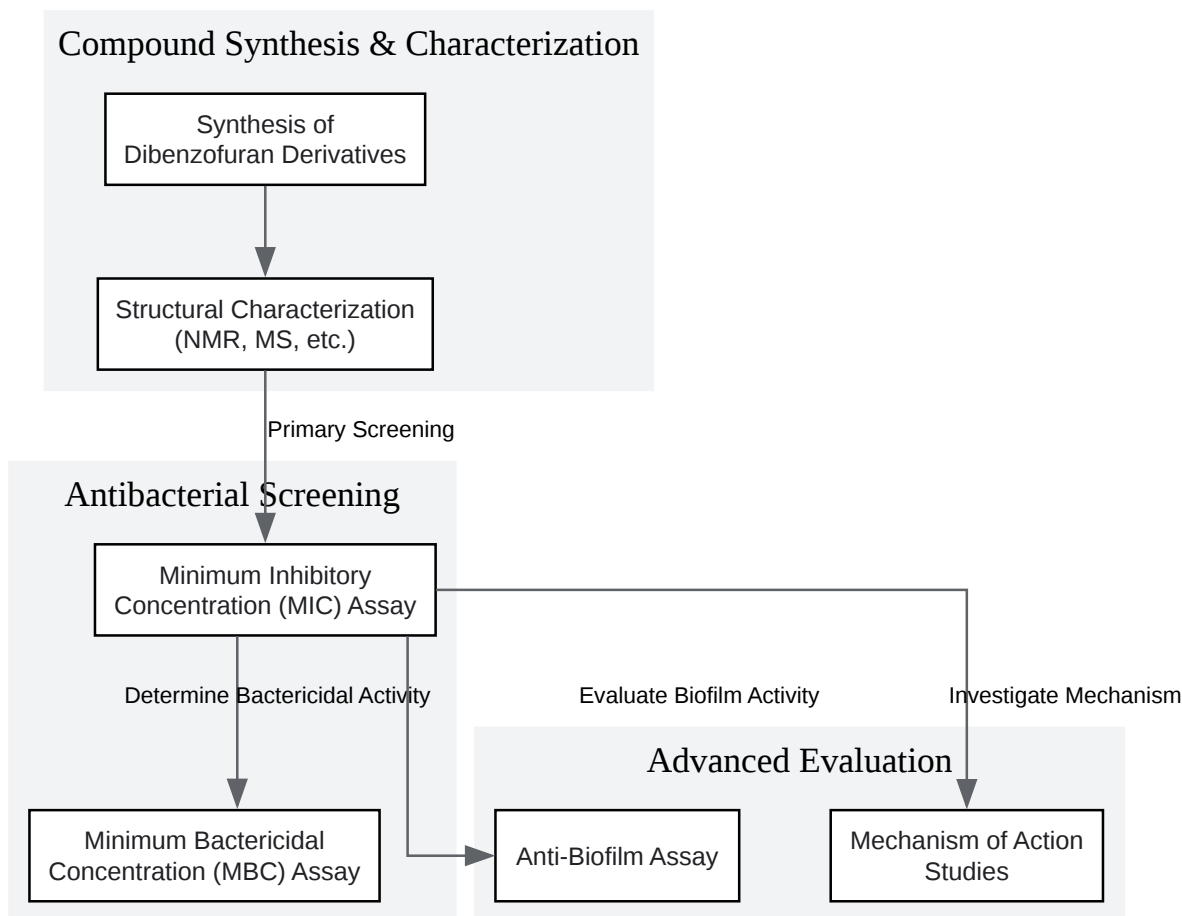 Compound Synthesis & Characterization
Synthesis of
Dibenzofuran Derivatives
Structural Characterization
(NMR, MS, etc.)
Primary Screening
Antibacterial Screening
Minimum Inhibitory
Concentration (MIC) Assay
Determine Bactericidal Activity
Evaluate Biofilm Activity
Investigate Mechanism
Advanced Evaluation
Minimum Bactericidal
Concentration (MBC) Assay
Anti-Biofilm Assay
Mechanism of Action
Studies